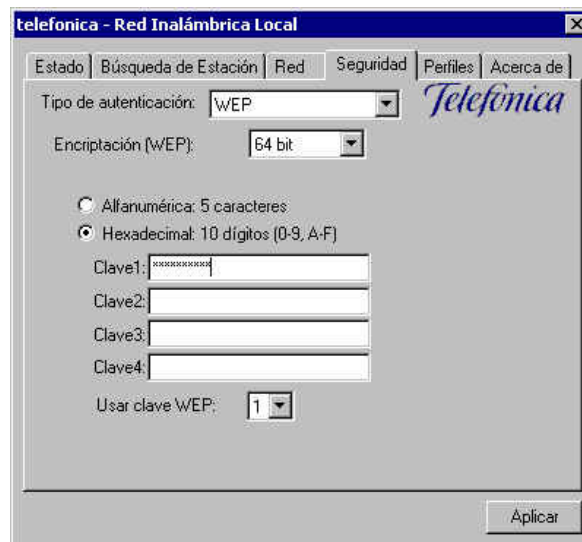 telefonica - Red Inalámbrica Local
Estado Búsqueda de Estación Red Seguridad Perfiles Acerca de
Tipo de autenticación: WEP
Telefónica
Encriptación (WEP): 64 bit
Alfanumérica: 5 caracteres
Hexadecimal: 10 dígitos (0-9, A-F)
Clave1: **********
Clave2:
Clave3:
Clave4:
Usar clave WEP: 1
Aplicar